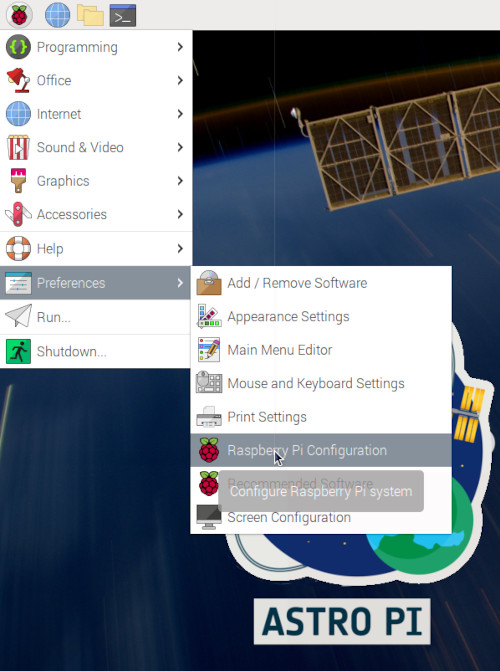 Programming
Office
Internet
Sound & Video
Graphics
Accessories
Help
Preferences
Run...
Shutdown...
Add / Remove Software
Appearance Settings
Main Menu Editor
Mouse and Keyboard Settings
Print Settings
Raspberry Pi Configuration
Recommended Software
Configure Raspberry Pi system
Screen Configuration
ASTRO PI